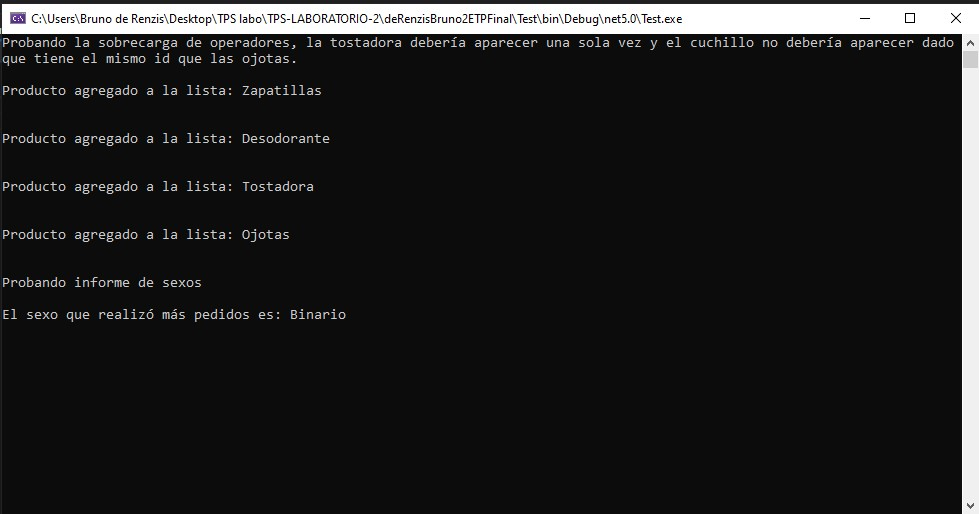 C:\Users\Bruno de Renzis\Desktop\TPS labo\TPS-LABORATORIO-2\deRenzisBruno2ETPFinal\Test\bin\Debug\net5.0\Test.exe
Probando la sobrecarga de operadores, la tostadora debería aparecer una sola vez y el cuchillo no debería aparecer dado
que tiene el mismo id que las ojotas.
Producto agregado a la lista: Zapatillas
Producto agregado a la lista: Desodorante
Producto agregado a la lista: Tostadora
Producto agregado a la lista: Ojotas
Probando informe de sexos
El sexo que realizó más pedidos es: Binario